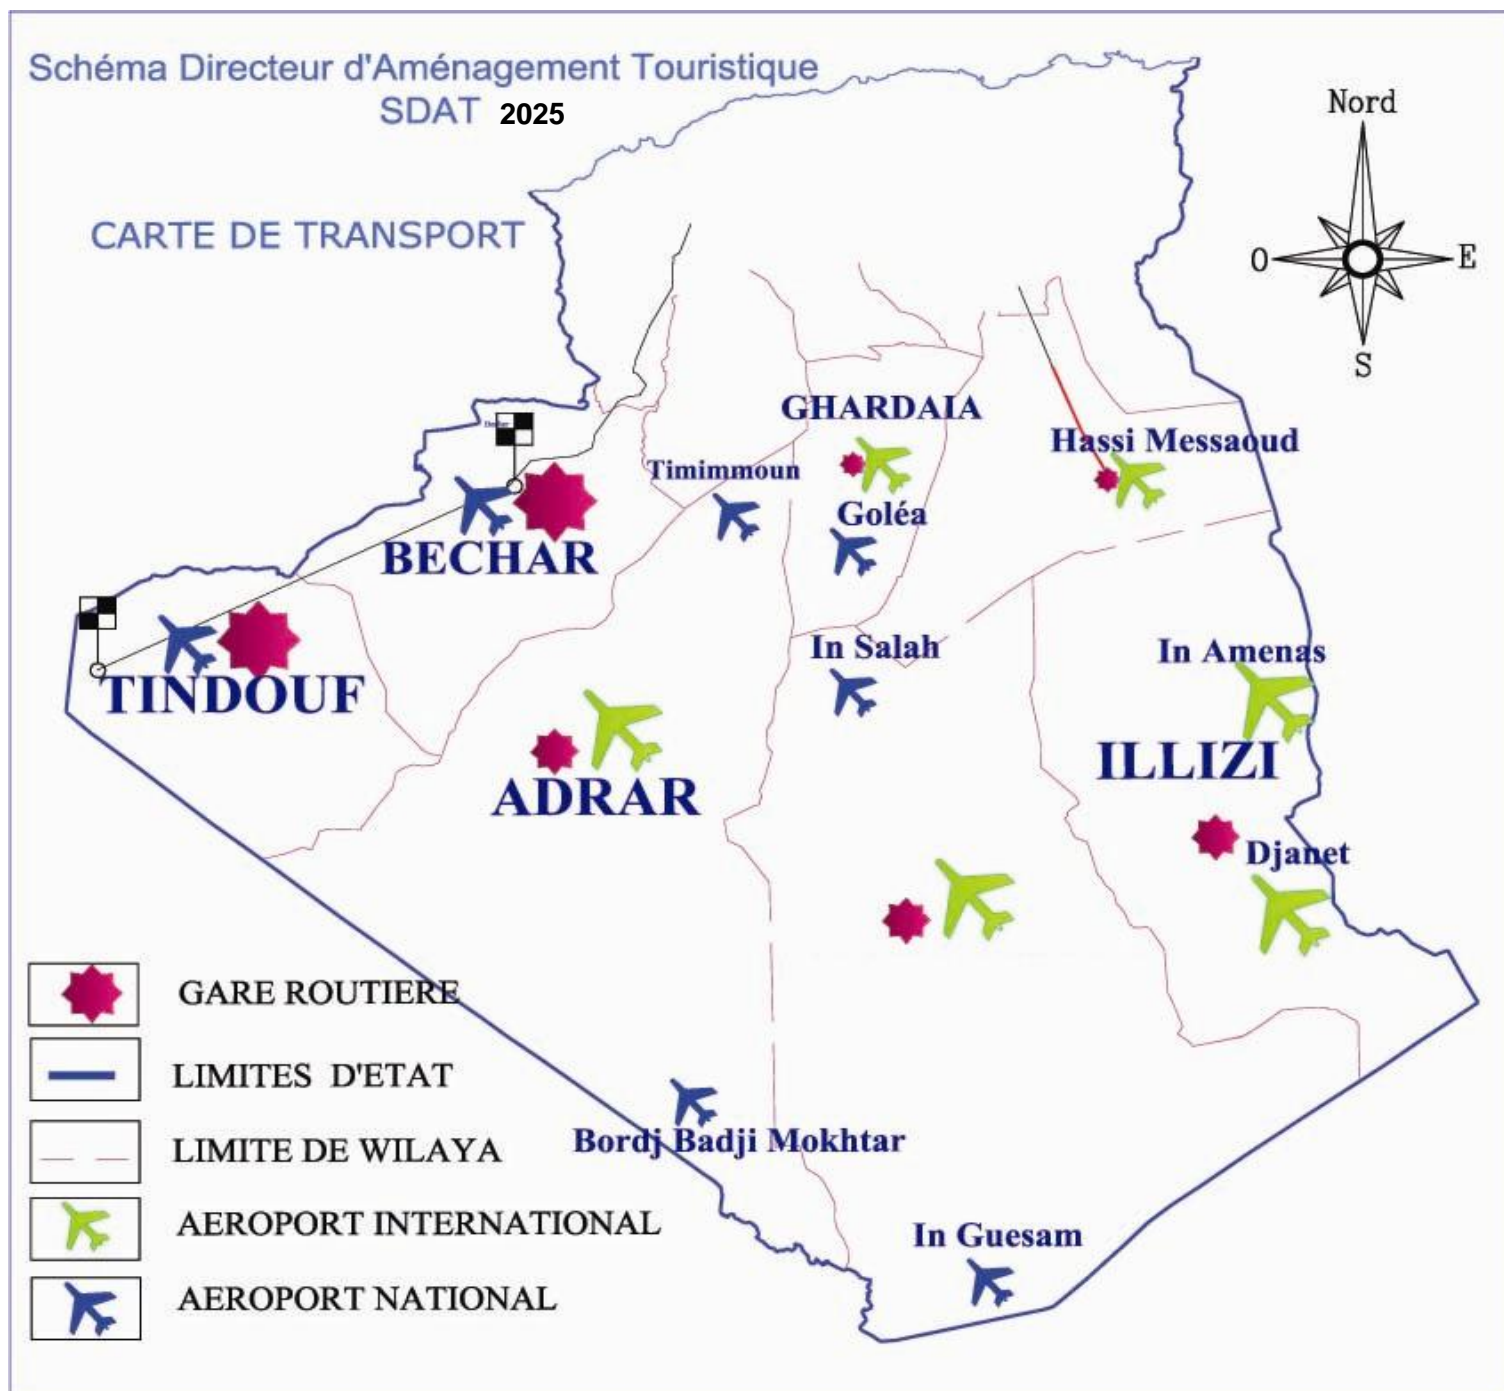 Schéma Directeur d'Aménagement Touristique
SDAT 2025
Nord
CARTE DE TRANSPORT
O
E
S
GHARDAIA
Hassi Messaoud
Timimmoun
Goléa
BECHAR
In Salah
In Amenas
TINDOUF
ILLIZI
ADRAR
Djanet
GARE ROUTIERE
LIMITES D'ETAT
LIMITE DE WILAYA
Bordj Badji Mokhtar
AEROPORT INTERNATIONAL
In Guesam
AEROPORT NATIONAL